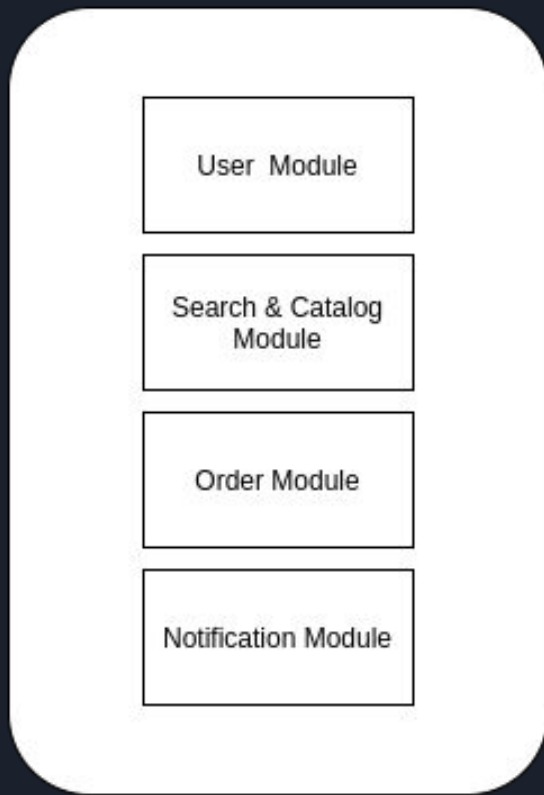 User Module
Search & Catalog
Module
Order Module
Notification Module